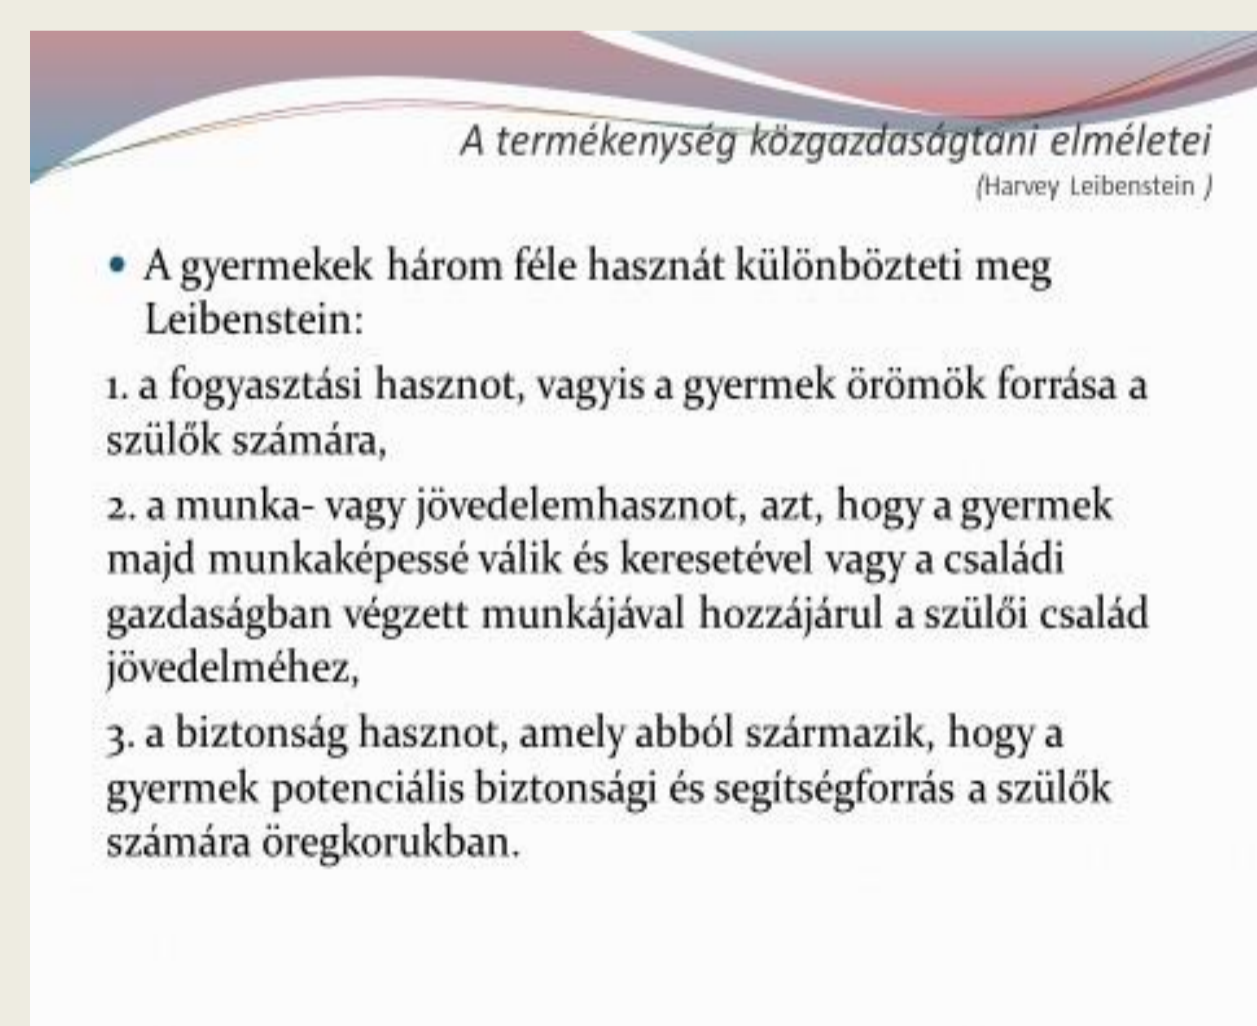 A termékenység közgazdaságtani elméletei
(Harvey Leibenstein )
• A gyermekek három féle hasznát különbözteti meg
Leibenstein:
1. a fogyasztási hasznot, vagyis a gyermek örömök forrása a
szülők számára,
2. a munka- vagy jövedelemhasznot, azt, hogy a gyermek
majd munkaképessé válik és keresetével vagy a családi
gazdaságban végzett munkájával hozzájárul a szülői család
jövedelméhez,
3. a biztonság hasznot, amely abból származik, hogy a
gyermek potenciális biztonsági és segítségforrás a szülők
számára öregkorukban.